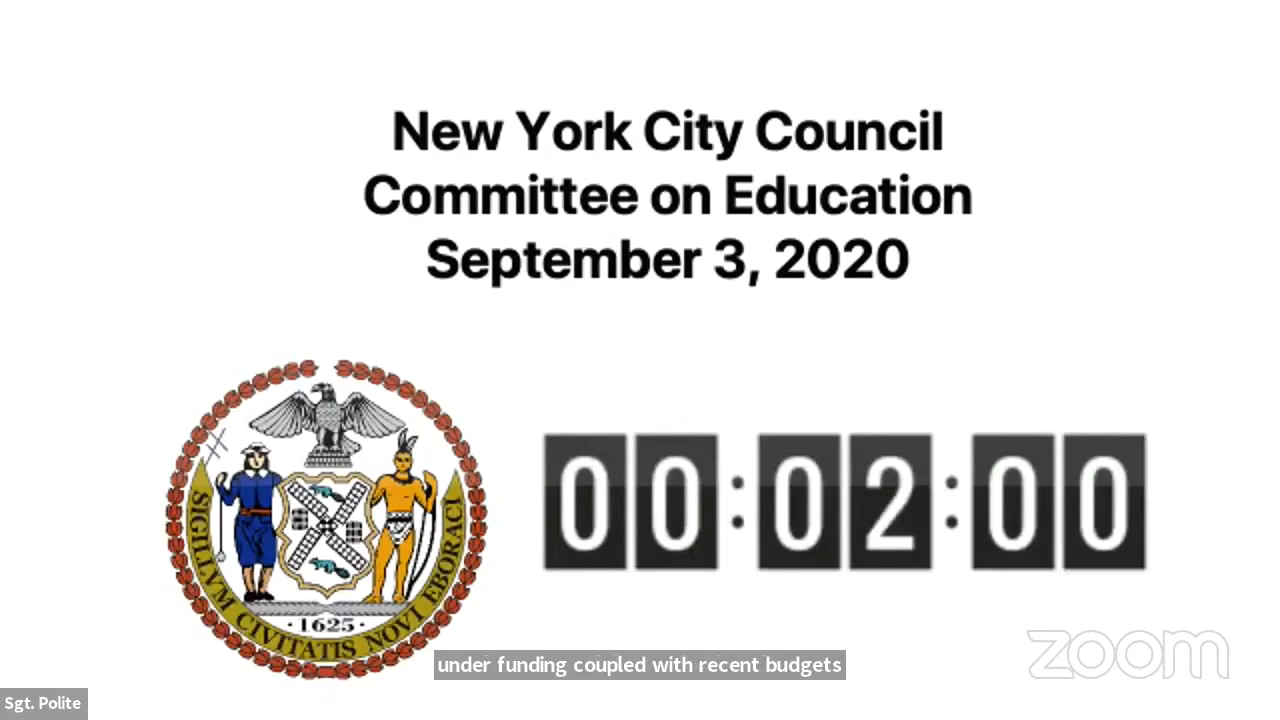 New York City Council
Committee on Education
September 3, 2020
SIGILLVM CIVITATIS NOVI EBORACI
·1625·
00:02:00
zoom
under funding coupled with recent budgets
Sgt. Polite